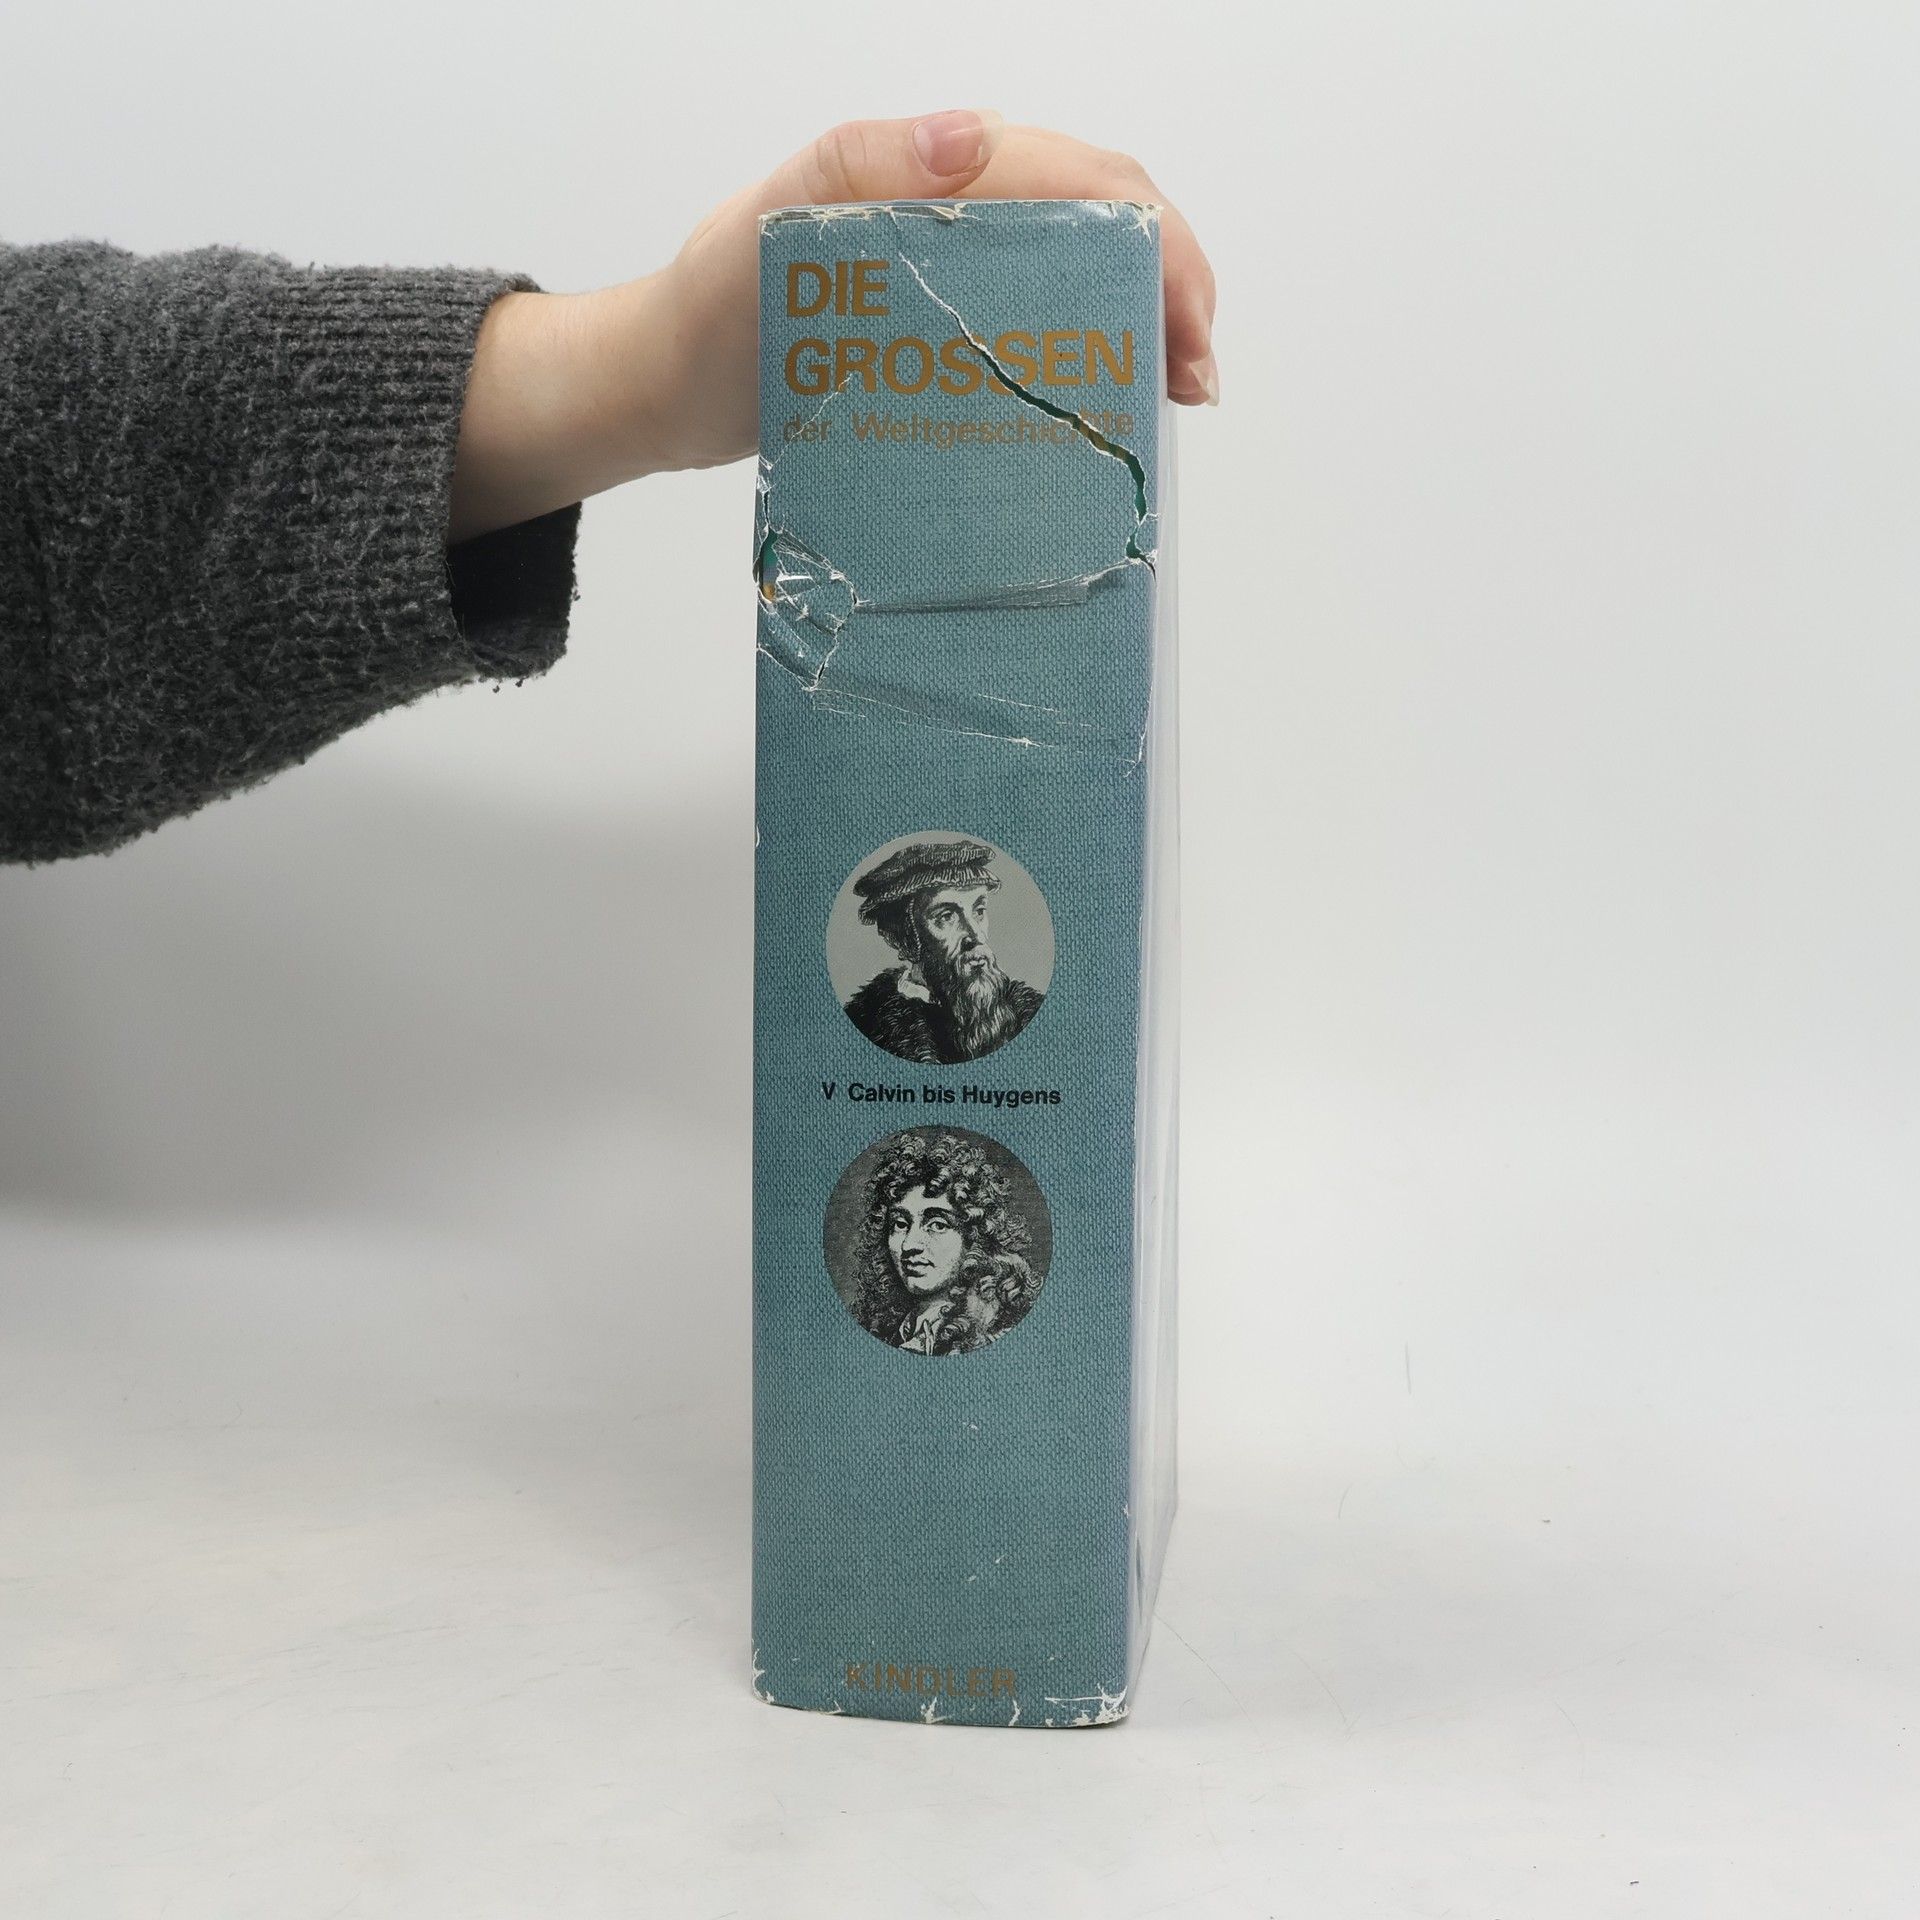 DIE
GROSSEN
der Weltgeschichte
V Calvin bis Huygens
KINDLER